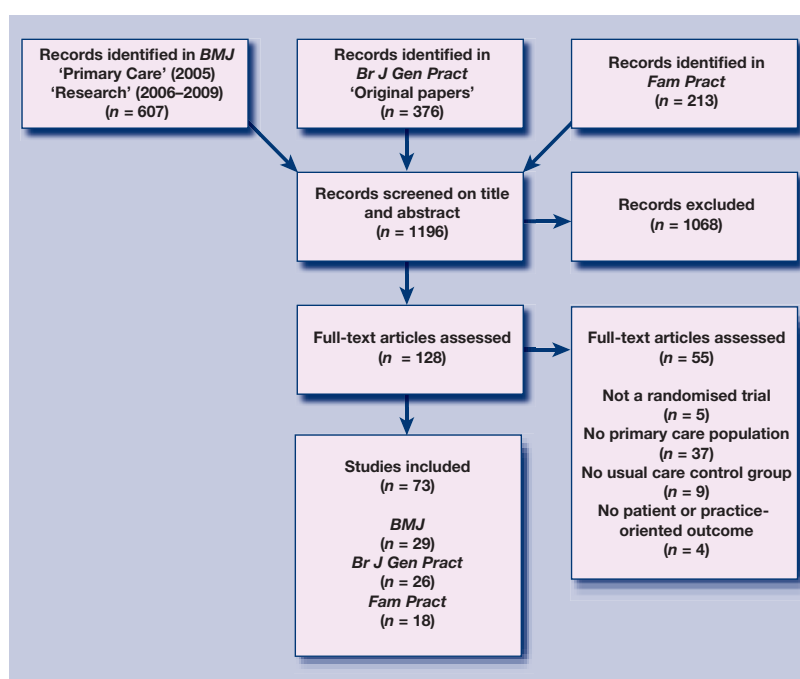 Records identified in BMJ
‘Primary Care’ (2005)
‘Research’ (2006–2009)
(n = 607)
Records identified in
Br J Gen Pract
‘Original papers’
(n = 376)
Records identified in
Fam Pract
(n = 213)
Records screened on title
and abstract
(n = 1196)
Records excluded
(n = 1068)
Full-text articles assessed
(n = 128)
Full-text articles assessed
(n = 55)
Not a randomised trial
(n = 5)
No primary care population
(n = 37)
No usual care control group
(n = 9)
No patient or practice-
oriented outcome
(n = 4)
Studies included
(n = 73)
BMJ
(n = 29)
Br J Gen Pract
(n = 26)
Fam Pract
(n = 18)